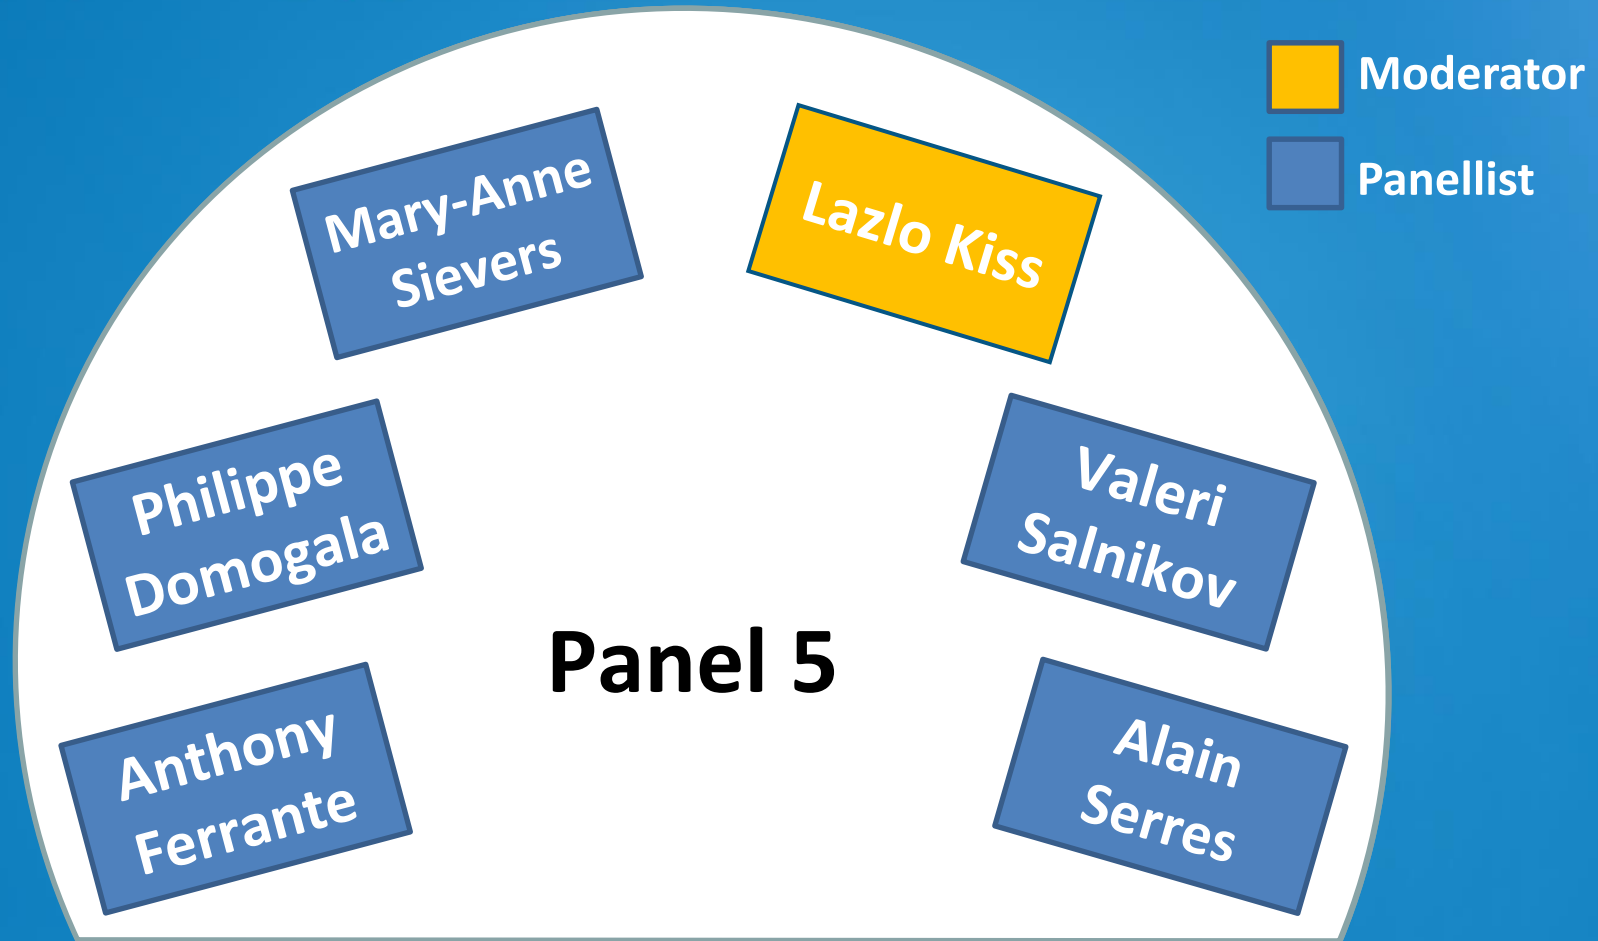 Moderator
Panellist
Mary-Anne
Sievers
Lazlo Kiss
Philippe
Domogala
Valeri
Salnikov
Panel 5
Anthony
Ferrante
Alain
Serres